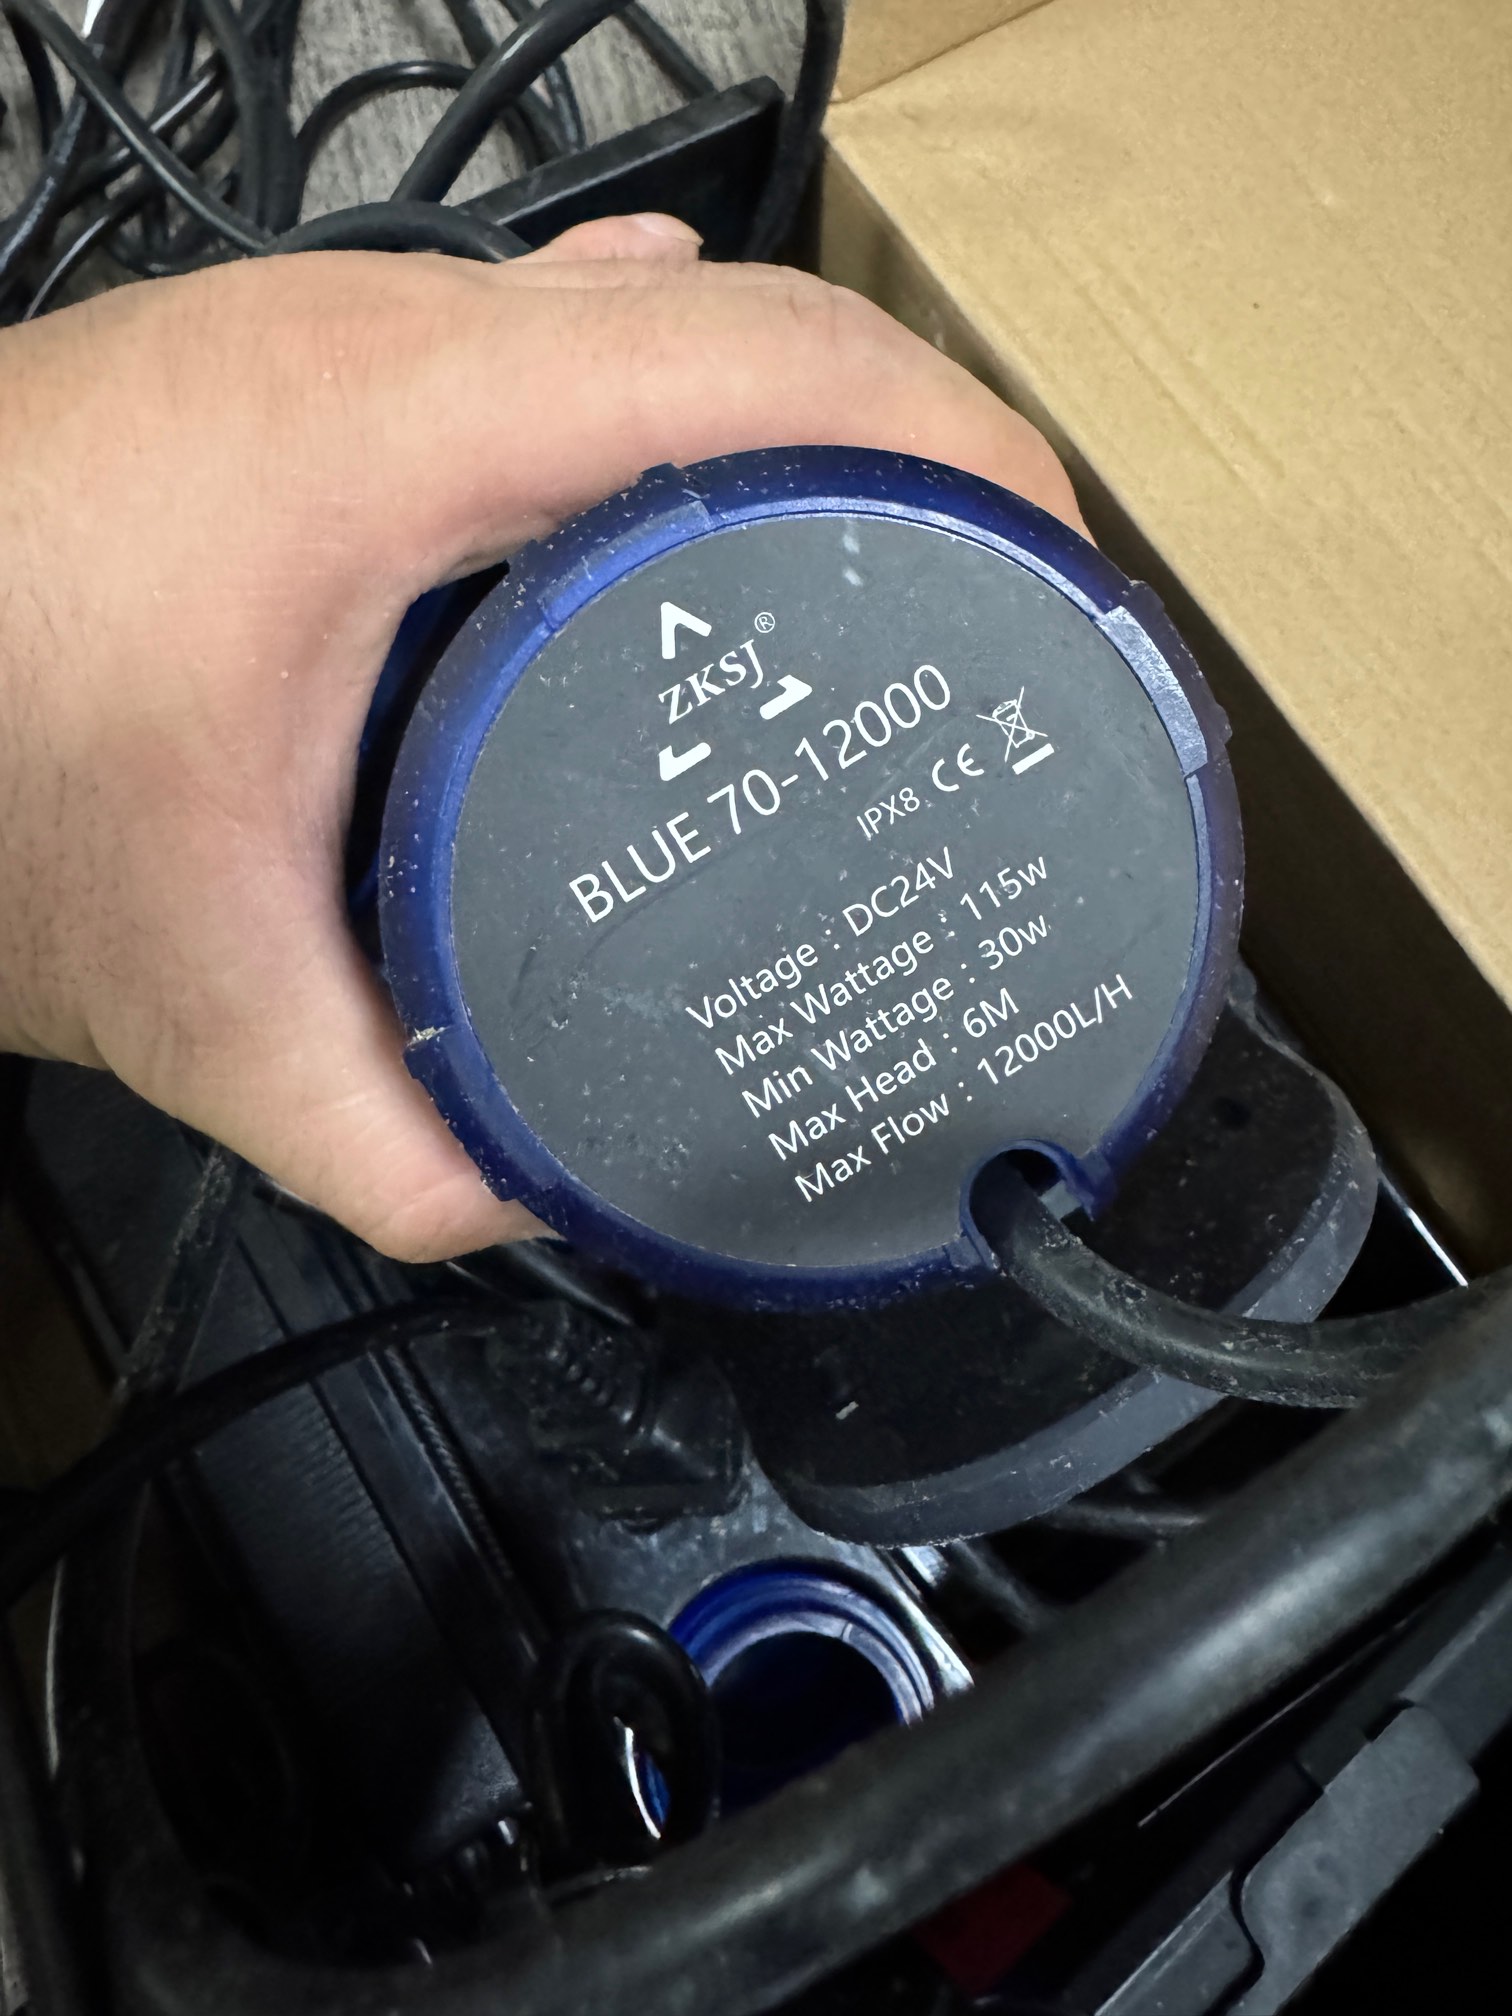 ZKSJ®
BLUE 70-12000
IPX8 CE
Voltage : DC24V
Max Wattage : 115w
Min Wattage : 30w
Max Head : 6M
Max Flow : 12000L/H